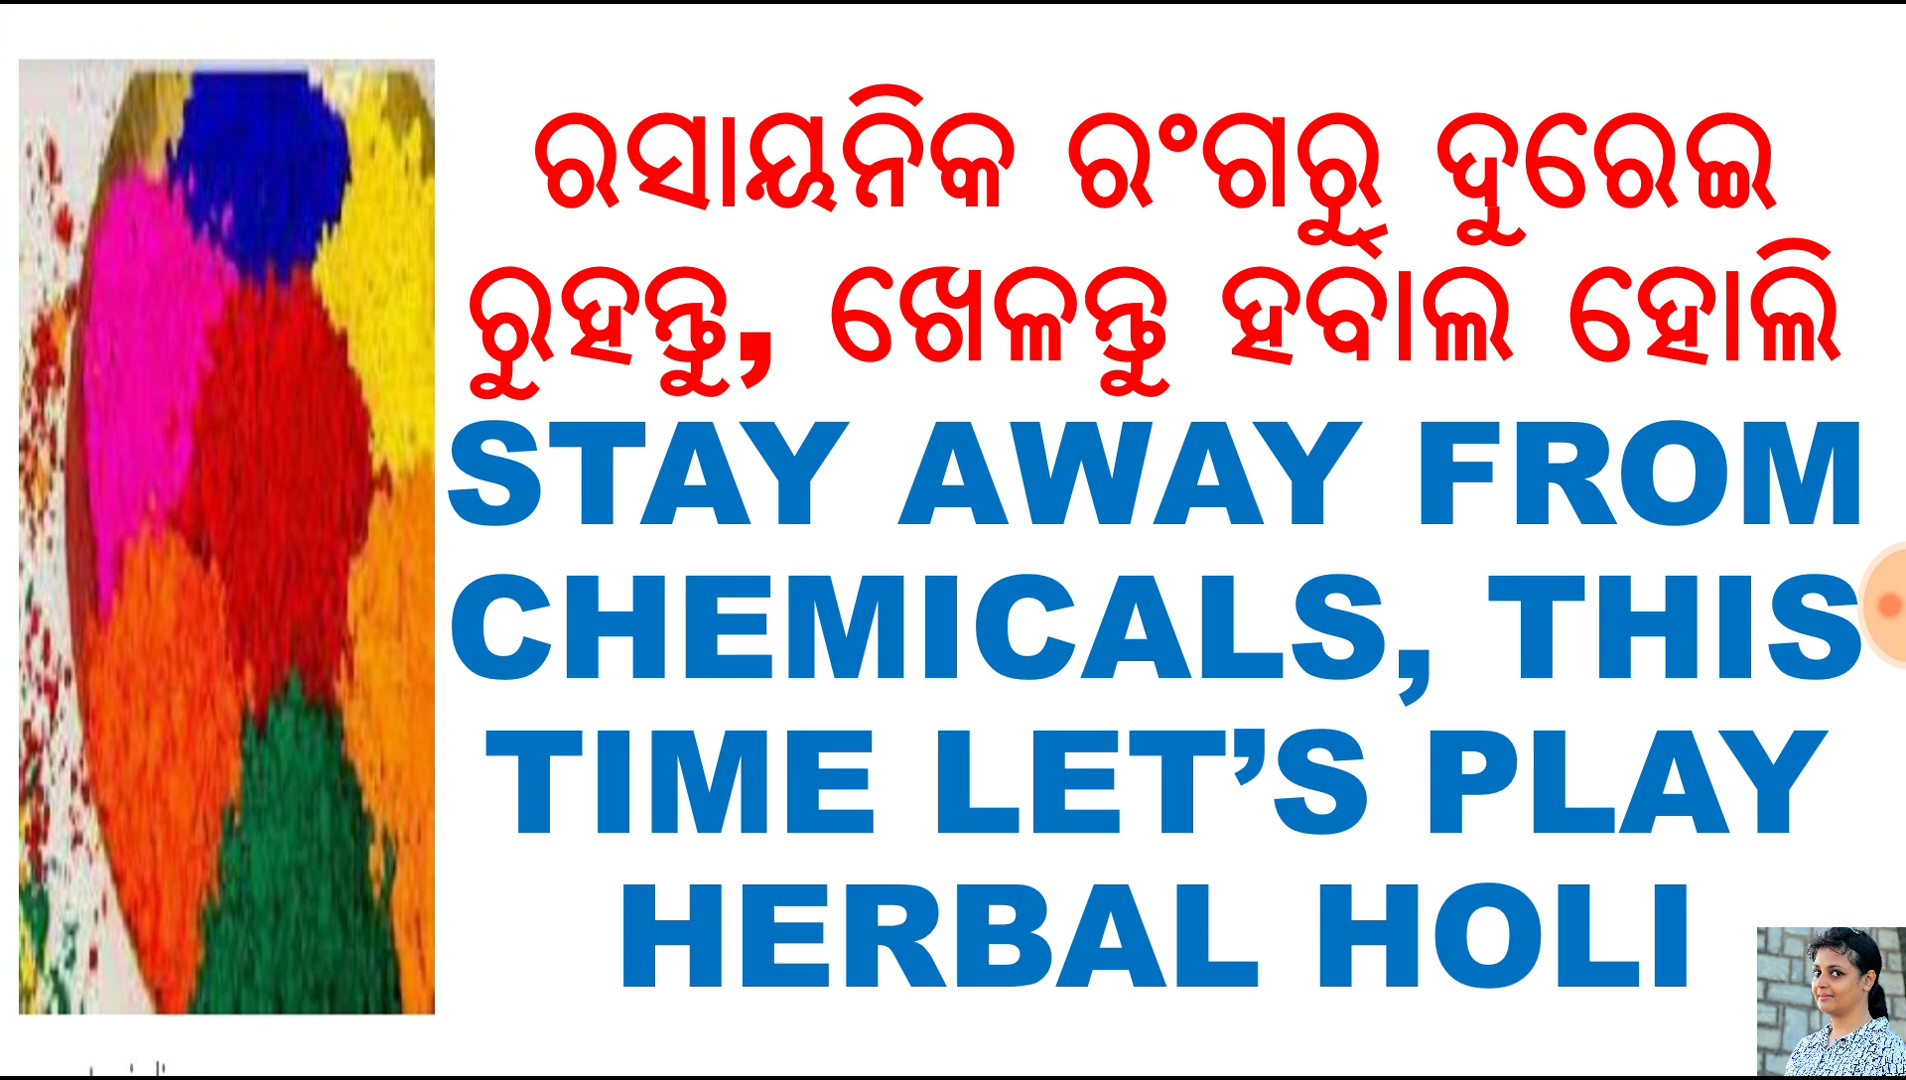 ରସାୟନିକ ରଂଗରୁ ଦୁରେଇ
ରୁହନ୍ତୁ, ଖେଳନ୍ତୁ ହର୍ବାଲ ହୋଲି
STAY AWAY FROM
CHEMICALS, THIS
TIME LET’S PLAY
HERBAL HOLI